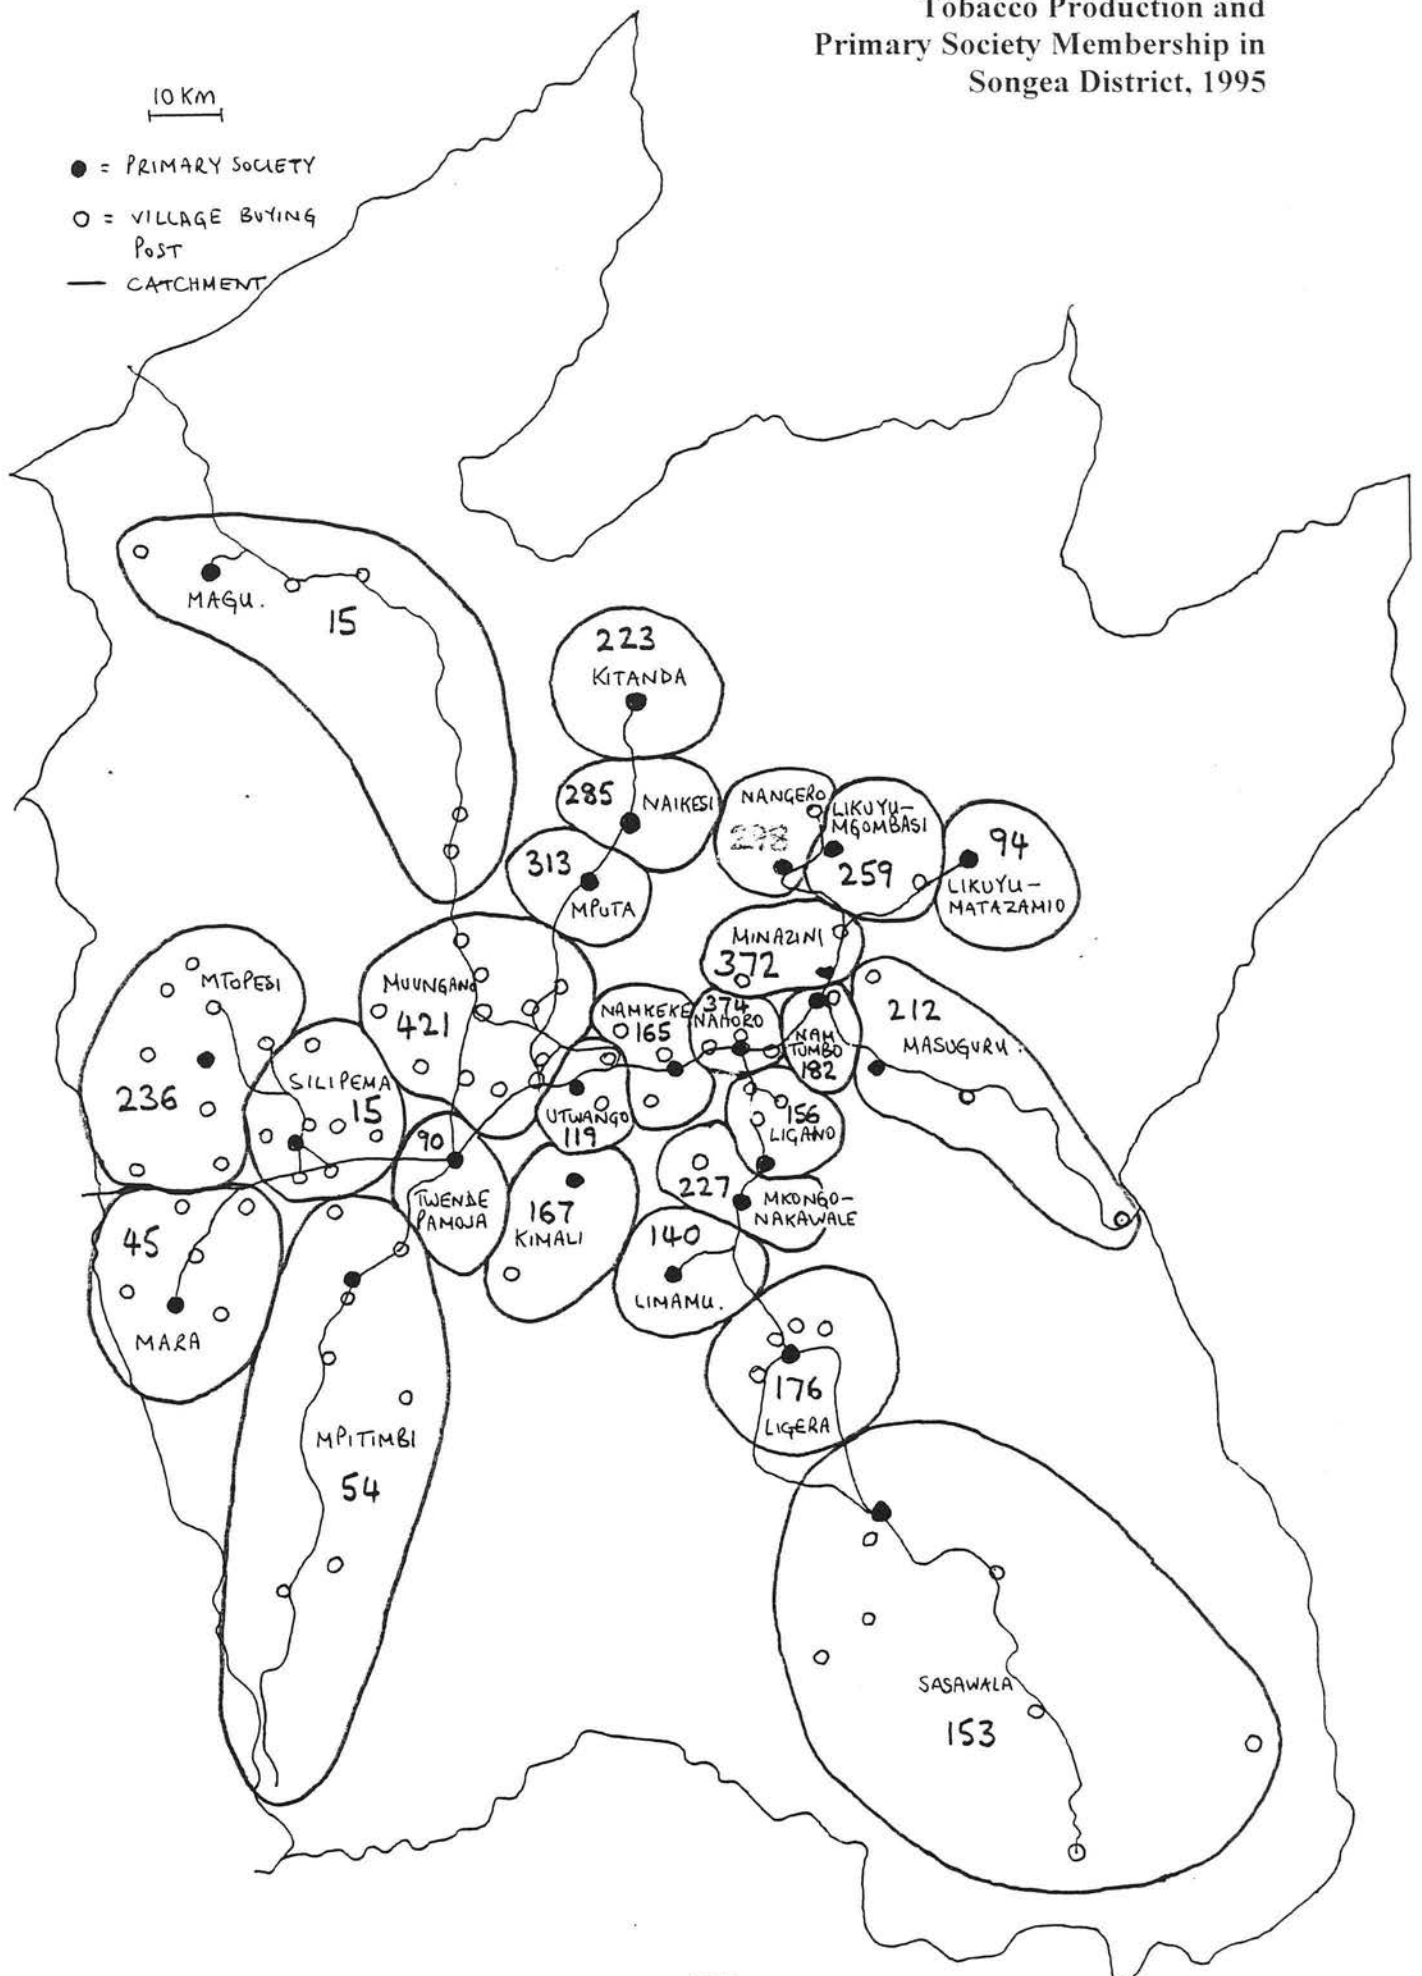 Tobacco Production and
Primary Society Membership in
Songea District, 1995
10 KM
= PRIMARY SOCIETY
= VILLAGE BUYING
POST
CATCHMENT
MAGU.
15
223
KITANDA
285
NAIKESI
313
MPUTA
NANGERO
LIKUYU-
MGOMBASI
259
94
LIKUYU-
MATAZAMIO
MINAZINI
372
MTOPESI
236
MUUNGANO
421
NAMKEKE
165
374
NAHORO
NAM
TUMBO
182
212
MASUGURU.
SILIPEMA
15
UTWANGO
119
156
LIGANO
90
TWENDE
PAMOJA
167
KIMALI
227
MKONGO-
NAKAWALE
45
MARA
140
LIMAMU.
176
LIGERA
MPITIMBI
54
SASAWALA
153